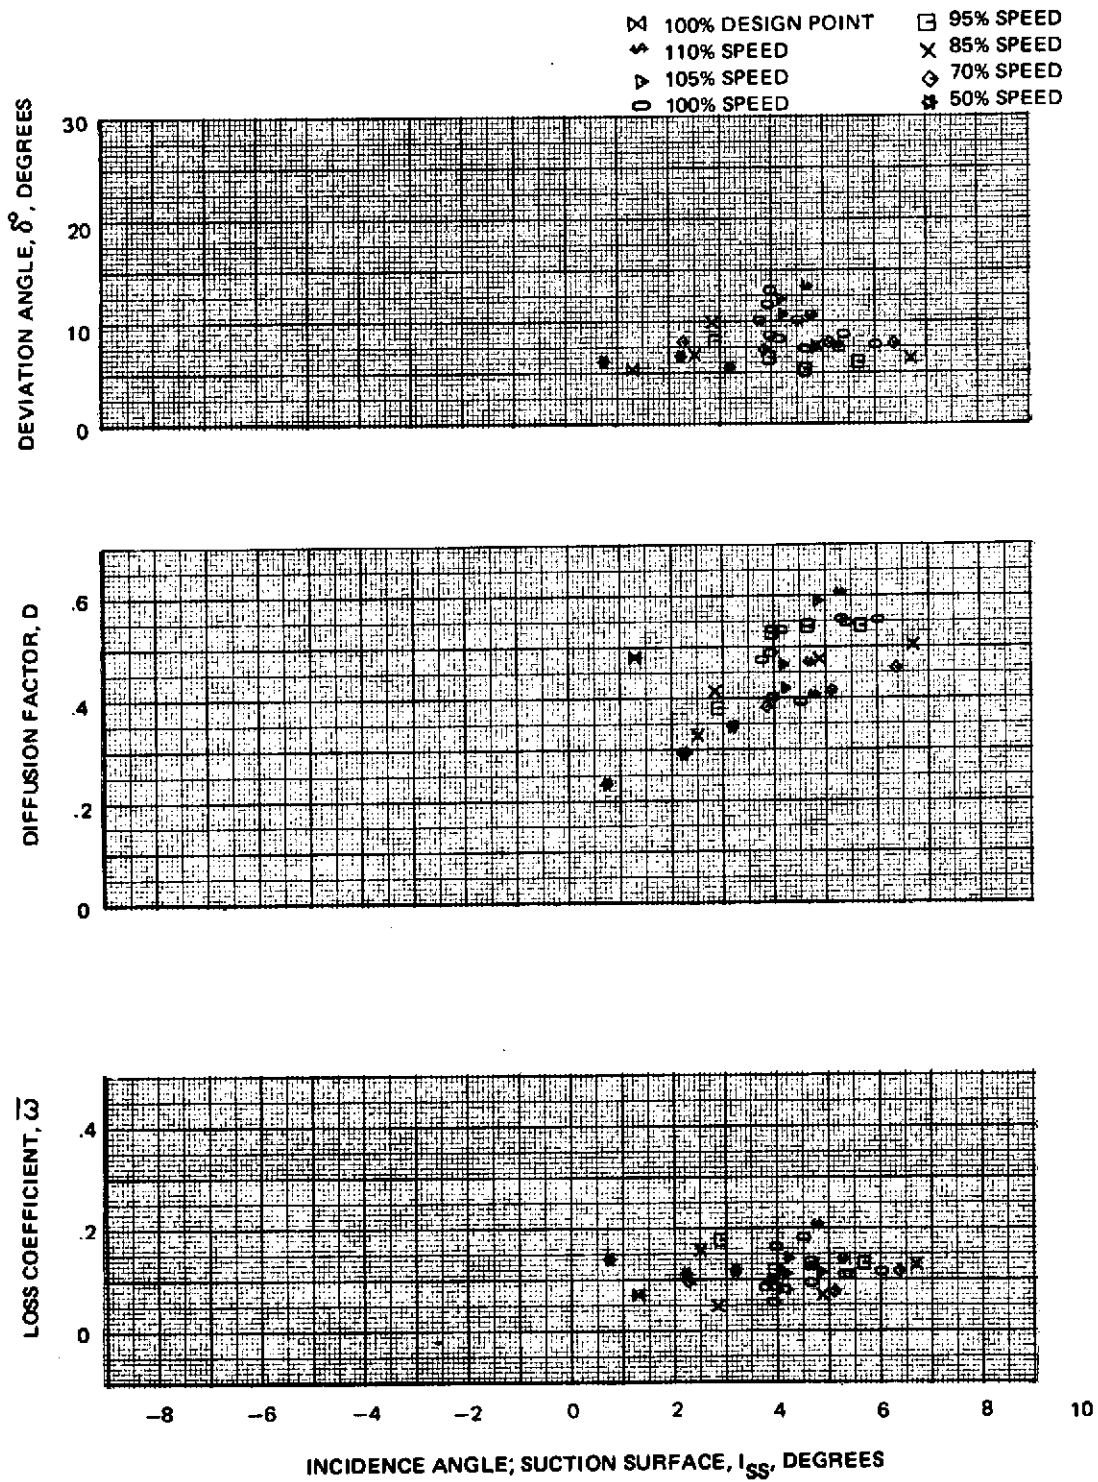 100% DESIGN POINT
110% SPEED
105% SPEED
100% SPEED
95% SPEED
85% SPEED
70% SPEED
50% SPEED
DEVIATION ANGLE, δ°, DEGREES
30
20
10
0
DIFFUSION FACTOR, D
.6
.4
.2
0
LOSS COEFFICIENT, ω̅
.4
.2
0
−8 −6 −4 −2 0 2 4 6 8 10
INCIDENCE ANGLE; SUCTION SURFACE, I_SS, DEGREES